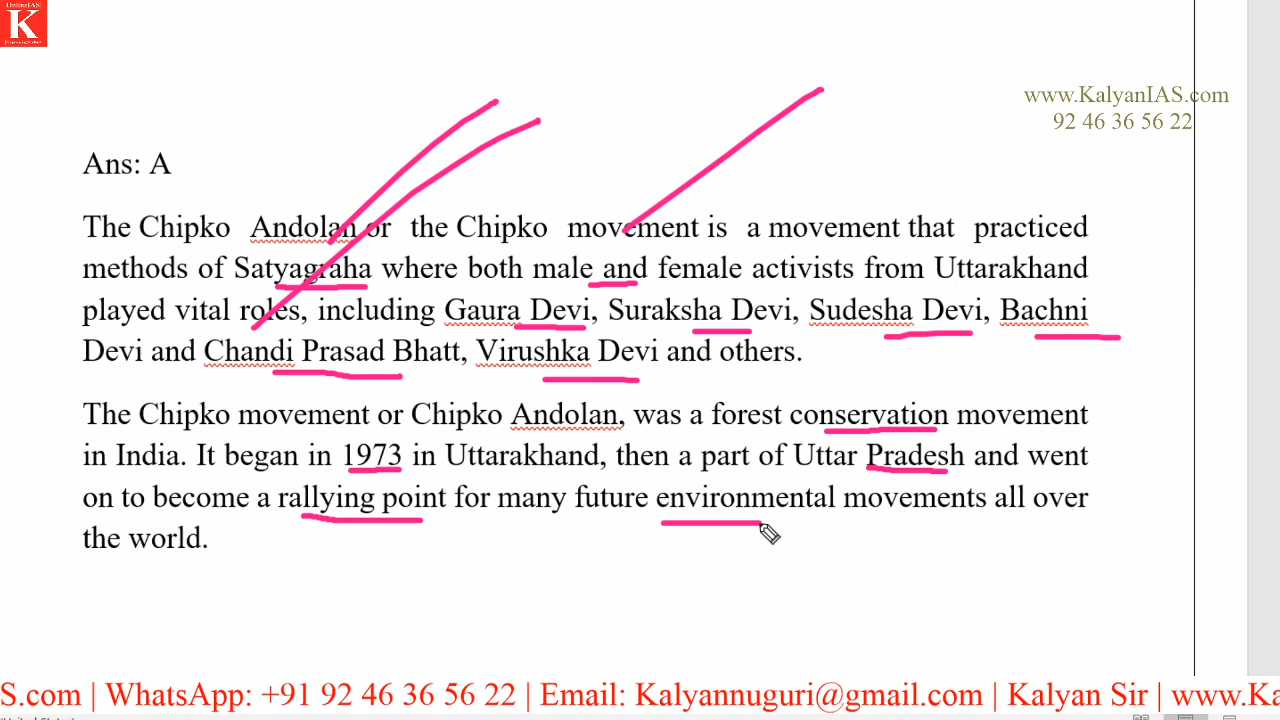 OnlineIAS
K
www.KalyanIAS.com
92 46 36 56 22
Ans: A
The Chipko Andolan or the Chipko movement is a movement that practiced
methods of Satyagraha where both male and female activists from Uttarakhand
played vital roles, including Gaura Devi, Suraksha Devi, Sudesha Devi, Bachni
Devi and Chandi Prasad Bhatt, Virushka Devi and others.
The Chipko movement or Chipko Andolan, was a forest conservation movement
in India. It began in 1973 in Uttarakhand, then a part of Uttar Pradesh and went
on to become a rallying point for many future environmental movements all over
the world.
S.com | WhatsApp: +91 92 46 36 56 22 | Email: Kalyannuguri@gmail.com | Kalyan Sir | www.Ka